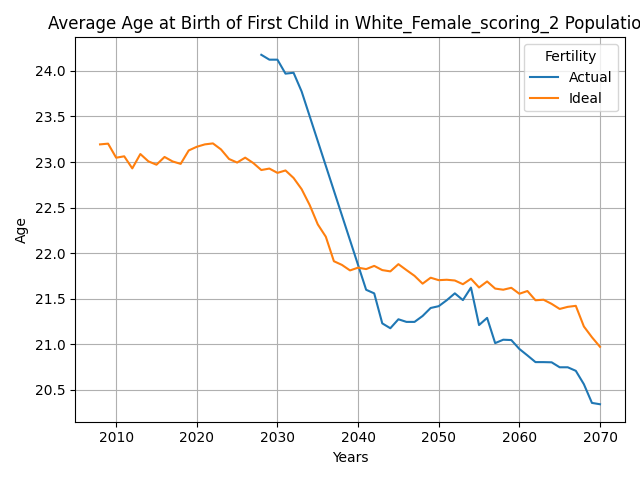 Average Age at Birth of First Child in White_Female_scoring_2 Populatio
Fertility
Actual
Ideal
24.0
23.5
23.0
22.5
22.0
21.5
21.0
20.5
Age
2010 2020 2030 2040 2050 2060 2070
Years